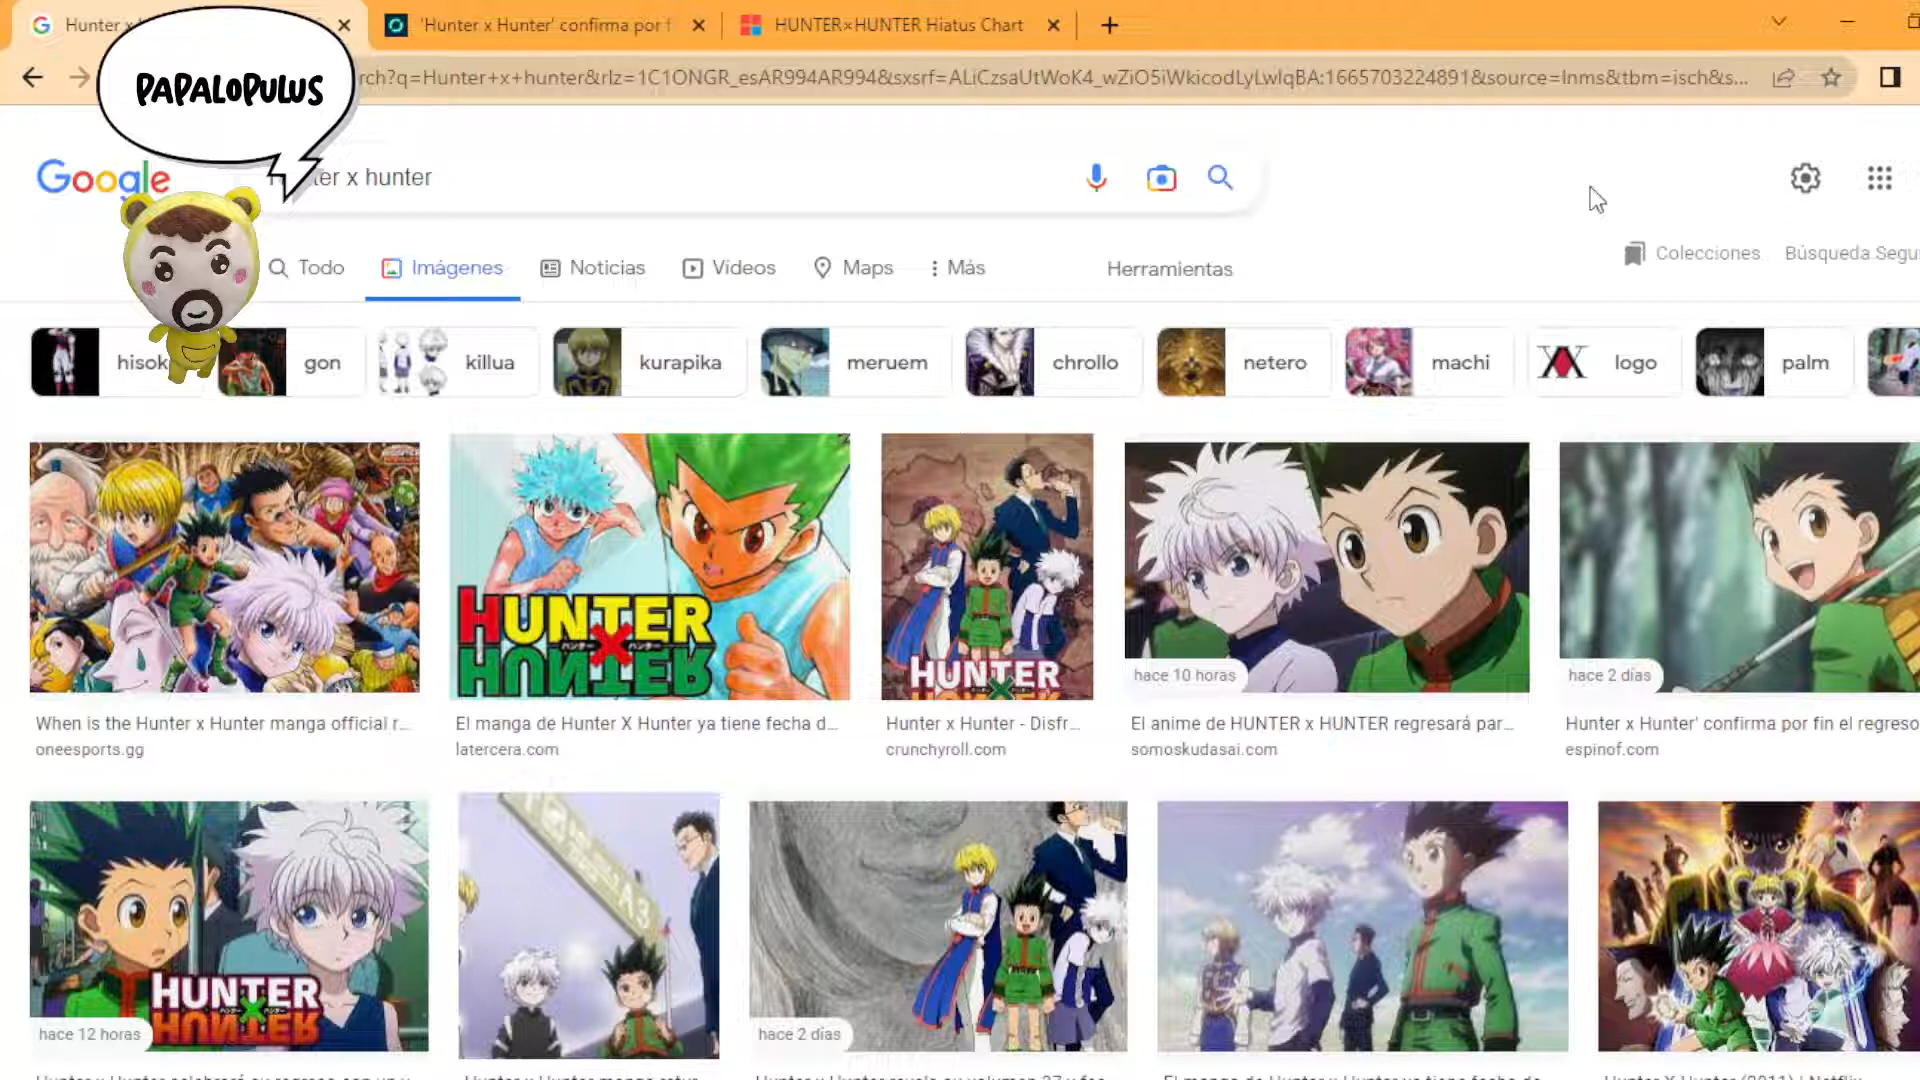 Hunter x
'Hunter x Hunter' confirma por f
HUNTER×HUNTER Hiatus Chart
PAPALOPULUS
rch?q=Hunter+x+hunter&rlz=1C1ONGR_esAR994AR994&sxsrf=ALiCzsaUtWoK4_wZiO5iWkicodLyLwlqBA:1665703224891&source=lnms&tbm=isch&s...
Google
ter x hunter
Colecciones
Búsqueda Segu
Todo
Imágenes
Noticias
Vídeos
Maps
Más
Herramientas
hisok
gon
killua
kurapika
meruem
chrollo
netero
machi
logo
palm
HUNTER
HUNTER
HUNTER
hace 10 horas
hace 2 días
When is the Hunter x Hunter manga official r...
oneesports.gg
El manga de Hunter X Hunter ya tiene fecha d...
latercera.com
Hunter x Hunter - Disfr...
crunchyroll.com
El anime de HUNTER x HUNTER regresará par...
somoskudasai.com
Hunter x Hunter' confirma por fin el regreso
espinof.com
HUNTER
HUNTER
hace 12 horas
hace 2 días